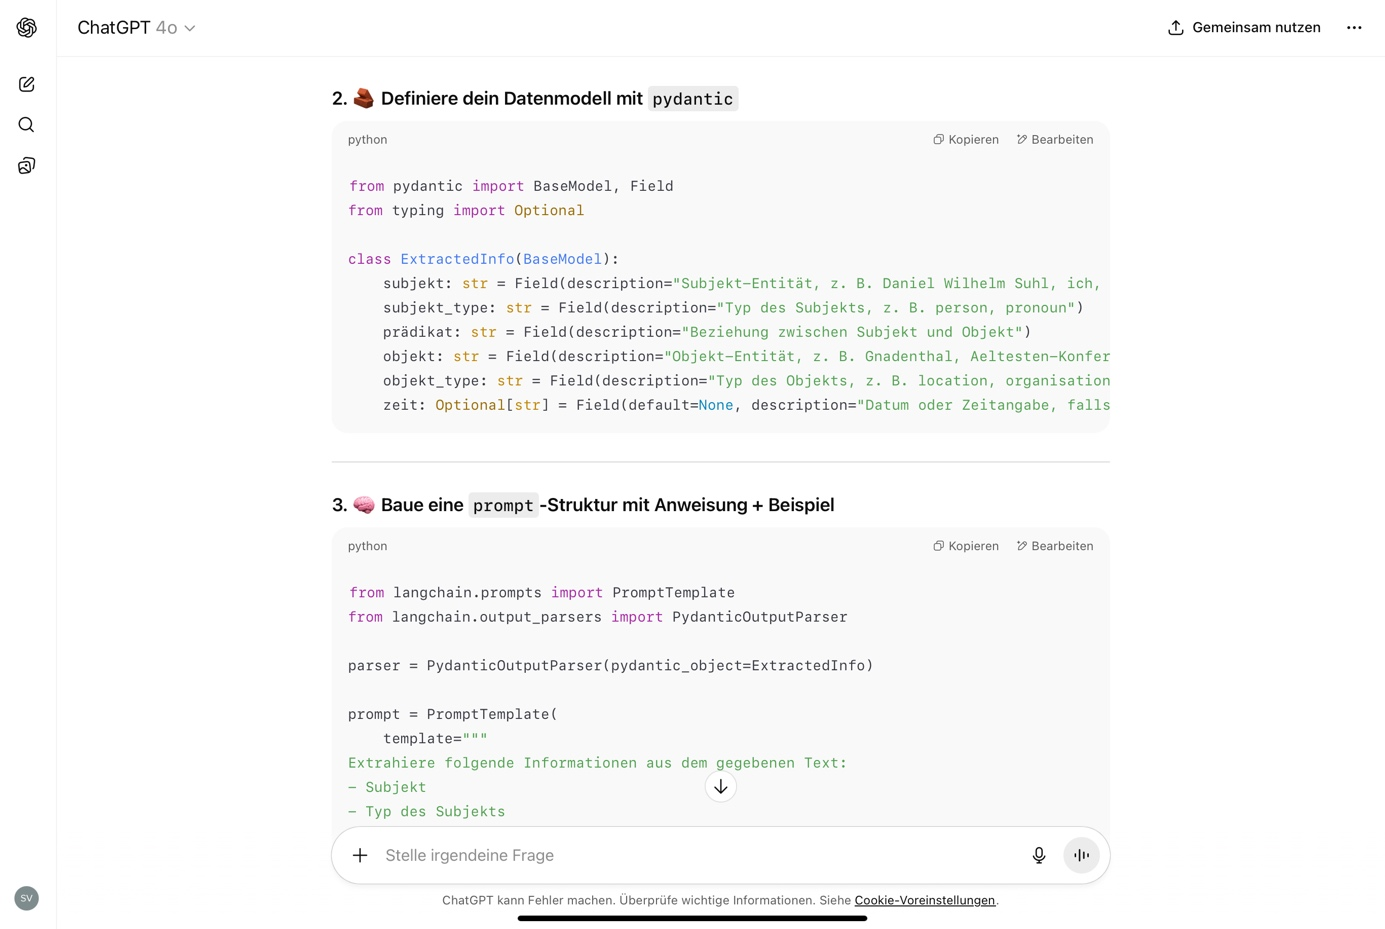 ChatGPT 4o
Gemeinsam nutzen
2. Definiere dein Datenmodell mit pydantic
python
Kopieren
Bearbeiten
from pydantic import BaseModel, Field
from typing import Optional
class ExtractedInfo(BaseModel):
    subjekt: str = Field(description="Subjekt-Entität, z. B. Daniel Wilhelm Suhl, ich,
    subjekt_type: str = Field(description="Typ des Subjekts, z. B. person, pronoun")
    prädikat: str = Field(description="Beziehung zwischen Subjekt und Objekt")
    objekt: str = Field(description="Objekt-Entität, z. B. Gnadenthal, Aeltesten-Konfer
    objekt_type: str = Field(description="Typ des Objekts, z. B. location, organisation
    zeit: Optional[str] = Field(default=None, description="Datum oder Zeitangabe, falls
3. Baue eine prompt-Struktur mit Anweisung + Beispiel
python
Kopieren
Bearbeiten
from langchain.prompts import PromptTemplate
from langchain.output_parsers import PydanticOutputParser
parser = PydanticOutputParser(pydantic_object=ExtractedInfo)
prompt = PromptTemplate(
    template="""
Extrahiere folgende Informationen aus dem gegebenen Text:
- Subjekt
- Typ des Subjekts
Stelle irgendeine Frage
SV
ChatGPT kann Fehler machen. Überprüfe wichtige Informationen. Siehe Cookie-Voreinstellungen.